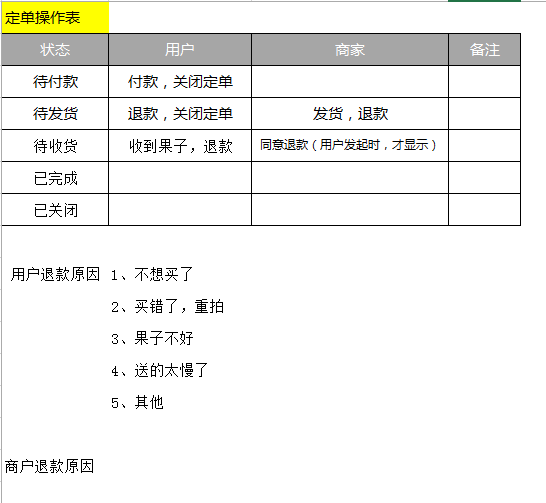 定单操作表
状态 用户 商家 备注
待付款 付款，关闭定单
待发货 退款，关闭定单 发货，退款
待收货 收到果子，退款 同意退款（用户发起时，才显示）
已完成
已关闭
用户退款原因 1、不想买了
2、买错了，重拍
3、果子不好
4、送的太慢了
5、其他
商户退款原因